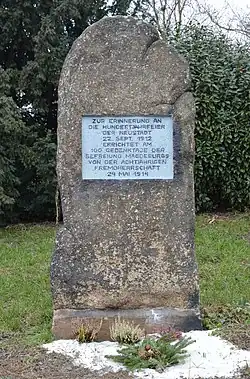 ZUR ERINNERUNG AN
DIE HUNDERTJAHRFEIER
DER NEUSTADT
22. SEPT. 1912
ERRICHTET AM
100 GEDENKTAGE DER
BEFREIUNG MAGDEBURGS
VON DER ACHTJÄHRIGEN
FREMDHERRSCHAFT
24 MAI 1914